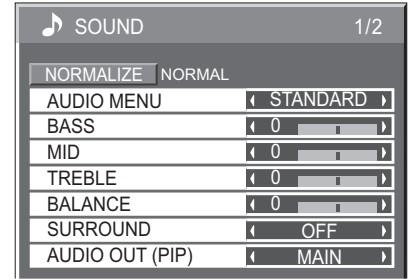 SOUND 1/2
NORMALIZE NORMAL
AUDIO MENU STANDARD
BASS 0
MID 0
TREBLE 0
BALANCE 0
SURROUND OFF
AUDIO OUT (PIP) MAIN